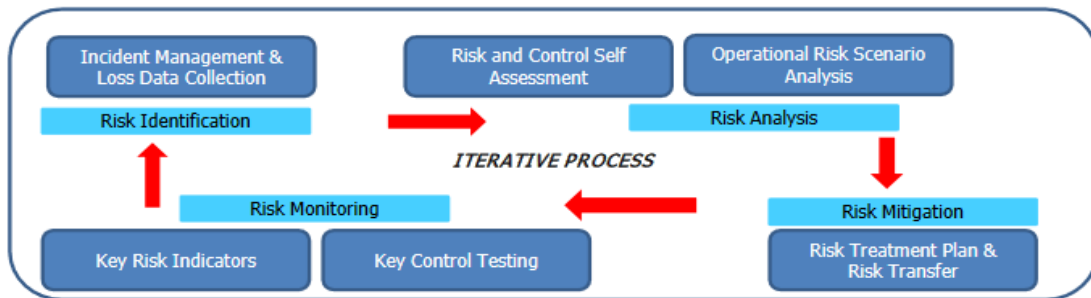 Incident Management &
Loss Data Collection
Risk and Control Self
Assessment
Operational Risk Scenario
Analysis
Risk Identification
Risk Analysis
ITERATIVE PROCESS
Risk Monitoring
Risk Mitigation
Key Risk Indicators
Key Control Testing
Risk Treatment Plan &
Risk Transfer